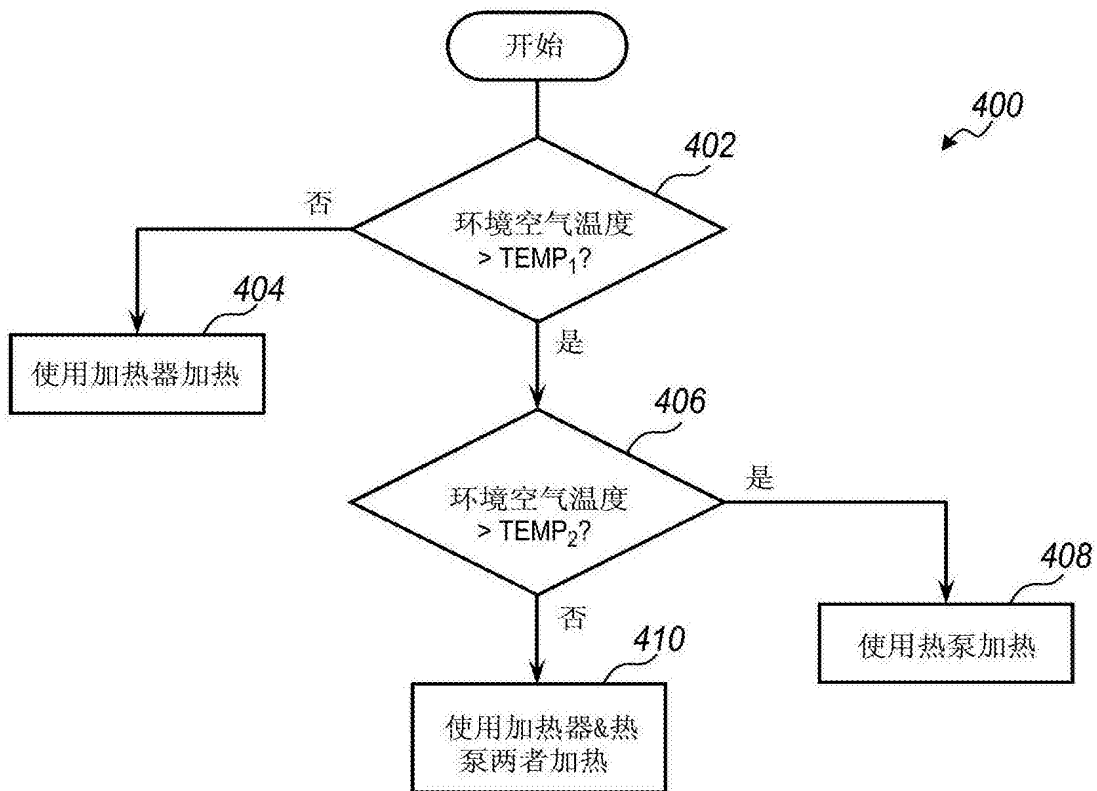 开始
400
402
否
环境空气温度
> TEMP₁?
404
是
使用加热器加热
406
是
环境空气温度
> TEMP₂?
408
否
使用热泵加热
410
使用加热器&热
泵两者加热